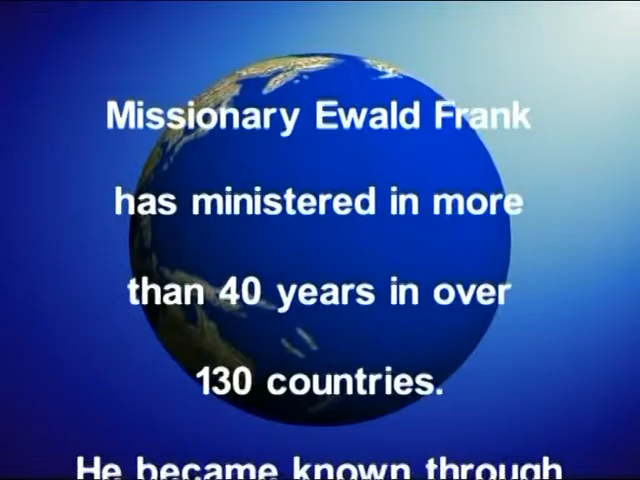 Missionary Ewald Frank
has ministered in more
than 40 years in over
130 countries.
He became known through